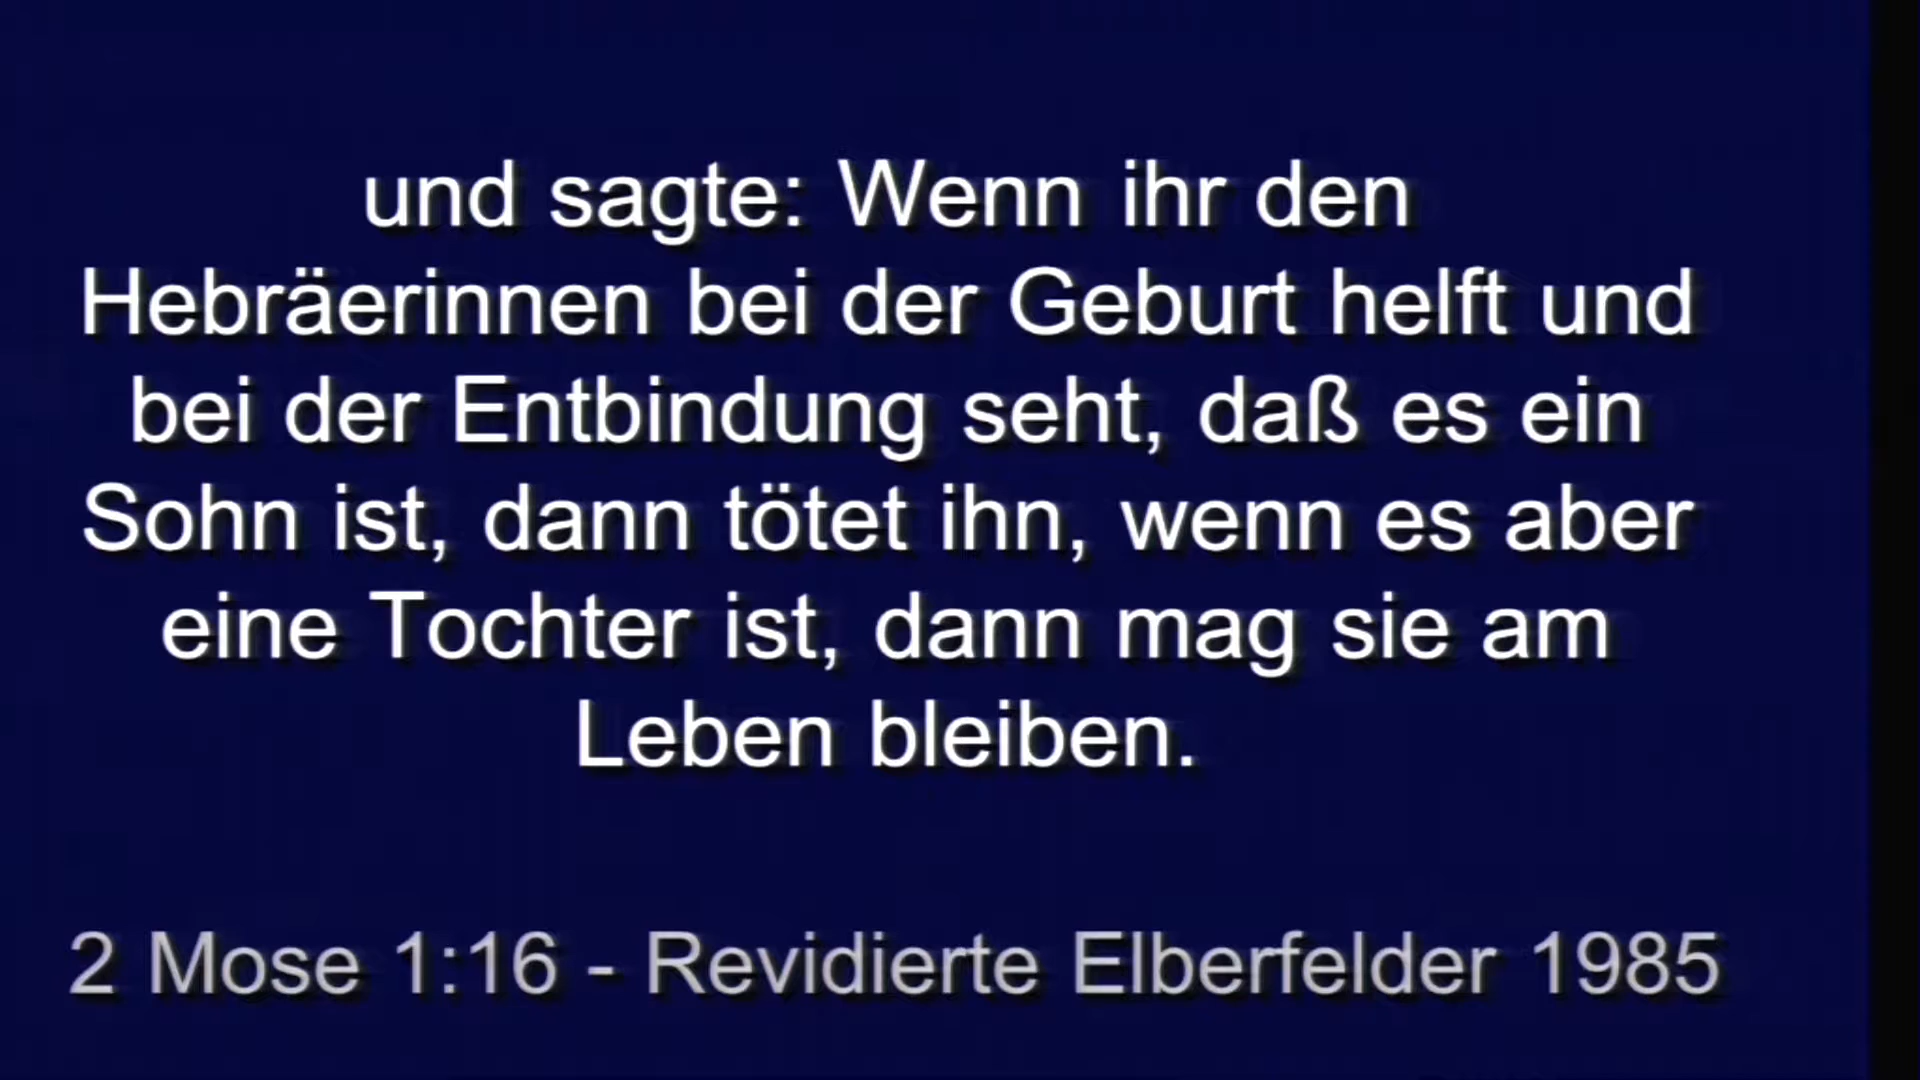 und sagte: Wenn ihr den
Hebräerinnen bei der Geburt helft und
bei der Entbindung seht, daß es ein
Sohn ist, dann tötet ihn, wenn es aber
eine Tochter ist, dann mag sie am
Leben bleiben.
2 Mose 1:16 - Revidierte Elberfelder 1985